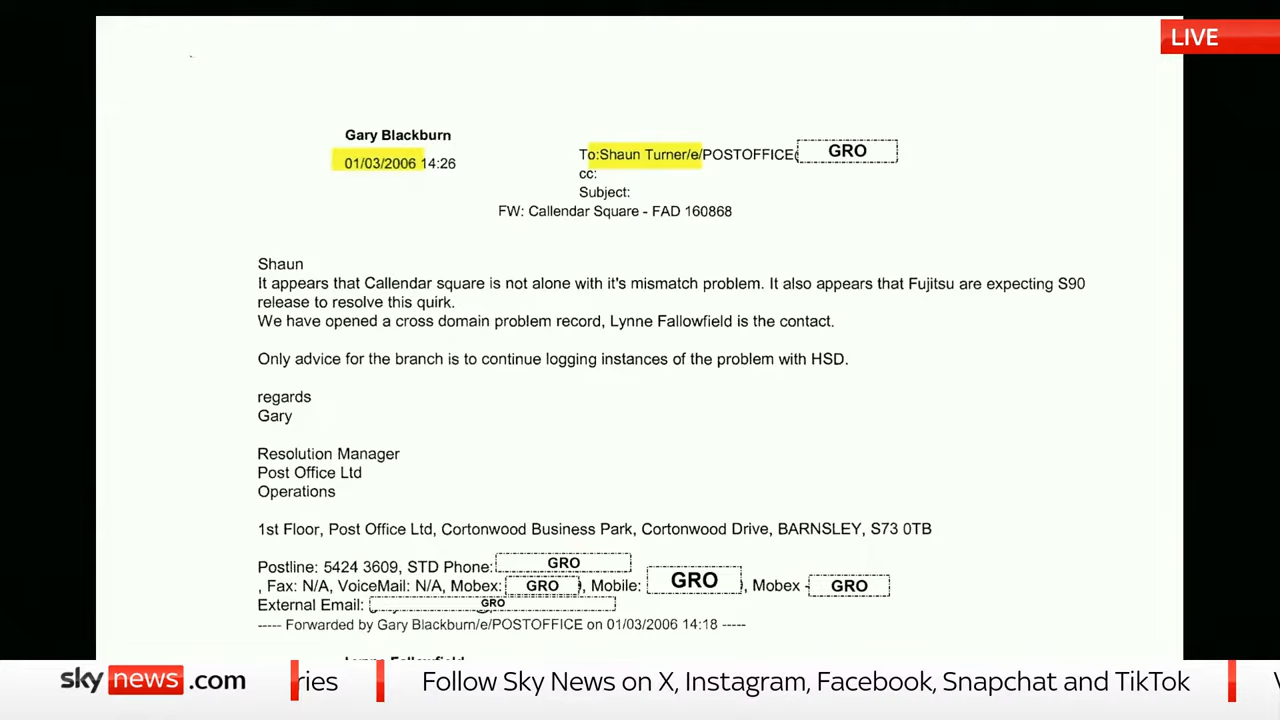 LIVE
Gary Blackburn
01/03/2006 14:26
To:Shaun Turner/e/POSTOFFICE( GRO
cc:
Subject:
FW: Callendar Square - FAD 160868
Shaun
It appears that Callendar square is not alone with it's mismatch problem. It also appears that Fujitsu are expecting S90
release to resolve this quirk.
We have opened a cross domain problem record, Lynne Fallowfield is the contact.
Only advice for the branch is to continue logging instances of the problem with HSD.
regards
Gary
Resolution Manager
Post Office Ltd
Operations
1st Floor, Post Office Ltd, Cortonwood Business Park, Cortonwood Drive, BARNSLEY, S73 0TB
Postline: 5424 3609, STD Phone: GRO
, Fax: N/A, VoiceMail: N/A, Mobex: GRO ), Mobile: GRO ), Mobex - GRO
External Email: GRO
----- Forwarded by Gary Blackburn/e/POSTOFFICE on 01/03/2006 14:18 -----
sky news .com
ries
Follow Sky News on X, Instagram, Facebook, Snapchat and TikTok